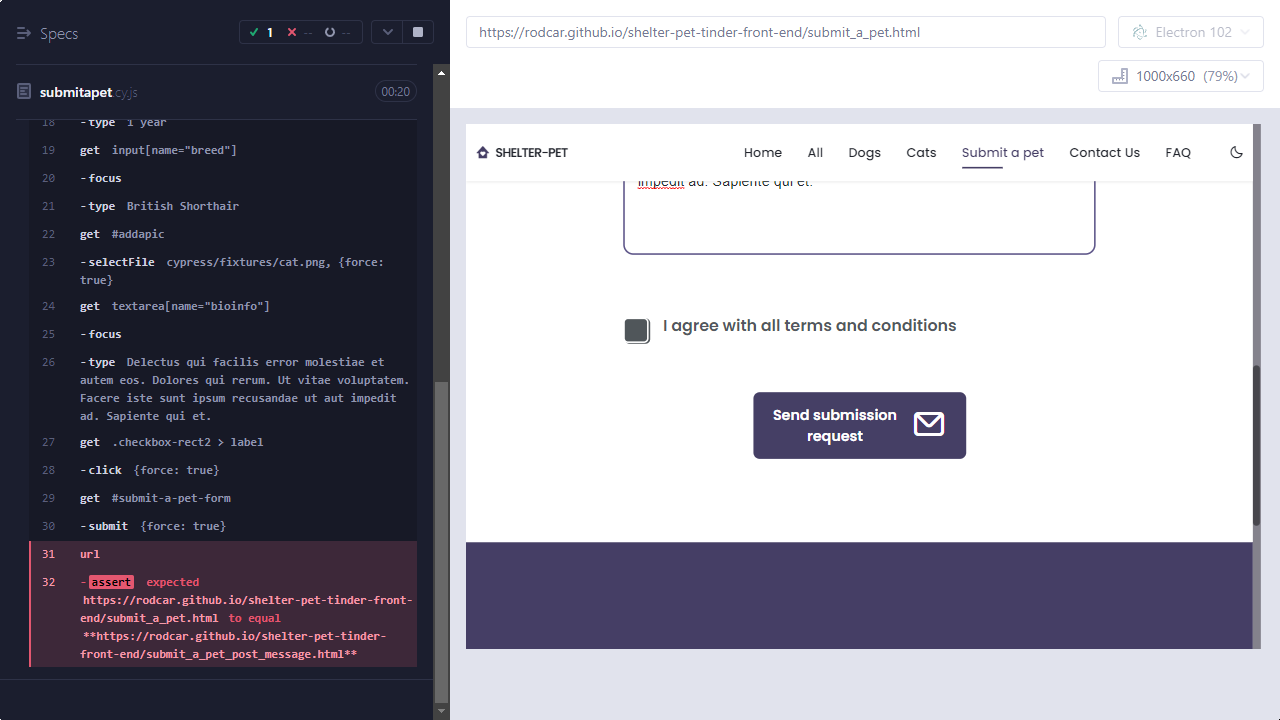 Specs
1
--
--
submitapet.cy.js
00:20
18 -type 1 year
19 get input[name="breed"]
20 -focus
21 -type British Shorthair
22 get #addapic
23 -selectFile cypress/fixtures/cat.png, {force:
true}
24 get textarea[name="bioinfo"]
25 -focus
26 -type Delectus qui facilis error molestiae et
autem eos. Dolores qui rerum. Ut vitae voluptatem.
Facere iste sunt ipsum recusandae ut aut impedit
ad. Sapiente qui et.
27 get .checkbox-rect2 > label
28 -click {force: true}
29 get #submit-a-pet-form
30 -submit {force: true}
31 url
32 -assert expected
https://rodcar.github.io/shelter-pet-tinder-front-
end/submit_a_pet.html to equal
**https://rodcar.github.io/shelter-pet-tinder-
front-end/submit_a_pet_post_message.html**
https://rodcar.github.io/shelter-pet-tinder-front-end/submit_a_pet.html
Electron 102
1000x660 (79%)
SHELTER-PET
Home All Dogs Cats Submit a pet Contact Us FAQ
impedit ad. Sapiente qui et.
I agree with all terms and conditions
Send submission
request